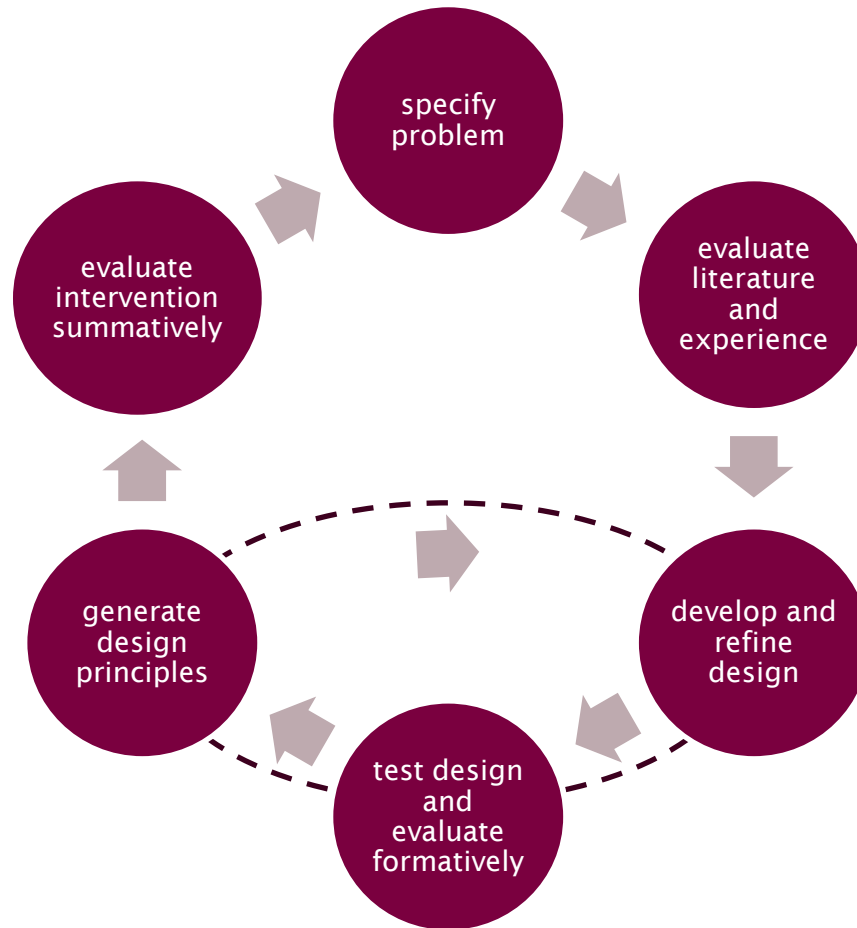 specify
problem
evaluate
literature
and
experience
develop and
refine
design
test design
and
evaluate
formatively
generate
design
principles
evaluate
intervention
summatively